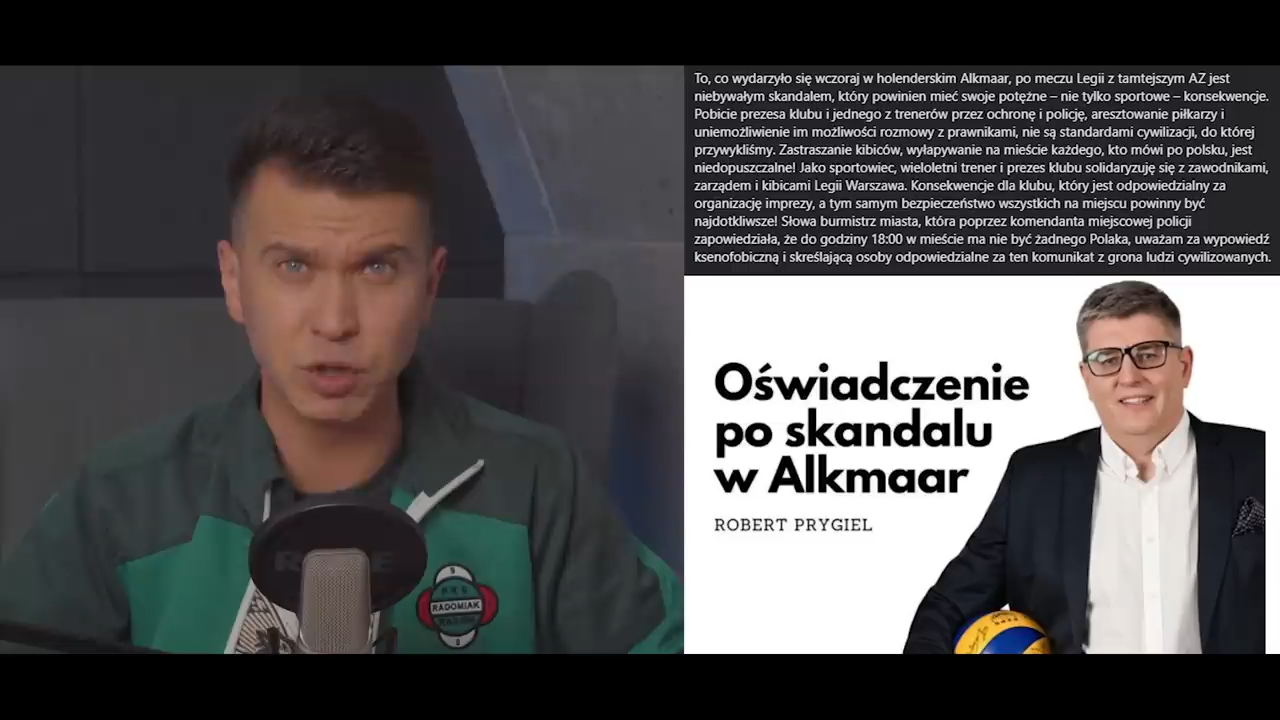 To, co wydarzyło się wczoraj w holenderskim Alkmaar, po meczu Legii z tamtejszym AZ jest
niebywałym skandalem, który powinien mieć swoje potężne – nie tylko sportowe – konsekwencje.
Pobicie prezesa klubu i jednego z trenerów przez ochronę i policję, aresztowanie piłkarzy i
uniemożliwienie im możliwości rozmowy z prawnikami, nie są standardami cywilizacji, do której
przywykliśmy. Zastraszanie kibiców, wyłapywanie na mieście każdego, kto mówi po polsku, jest
niedopuszczalne! Jako sportowiec, wieloletni trener i prezes klubu solidaryzuję się z zawodnikami,
zarządem i kibicami Legii Warszawa. Konsekwencje dla klubu, który jest odpowiedzialny za
organizację imprezy, a tym samym bezpieczeństwo wszystkich na miejscu powinny być
najdotkliwsze! Słowa burmistrz miasta, która poprzez komendanta miejscowej policji
zapowiedziała, że do godziny 18:00 w mieście ma nie być żadnego Polaka, uważam za wypowiedź
ksenofobiczną i skreślającą osoby odpowiedzialne za ten komunikat z grona ludzi cywilizowanych.
Oświadczenie
po skandalu
w Alkmaar
ROBERT PRYGIEL
RADOMIAK